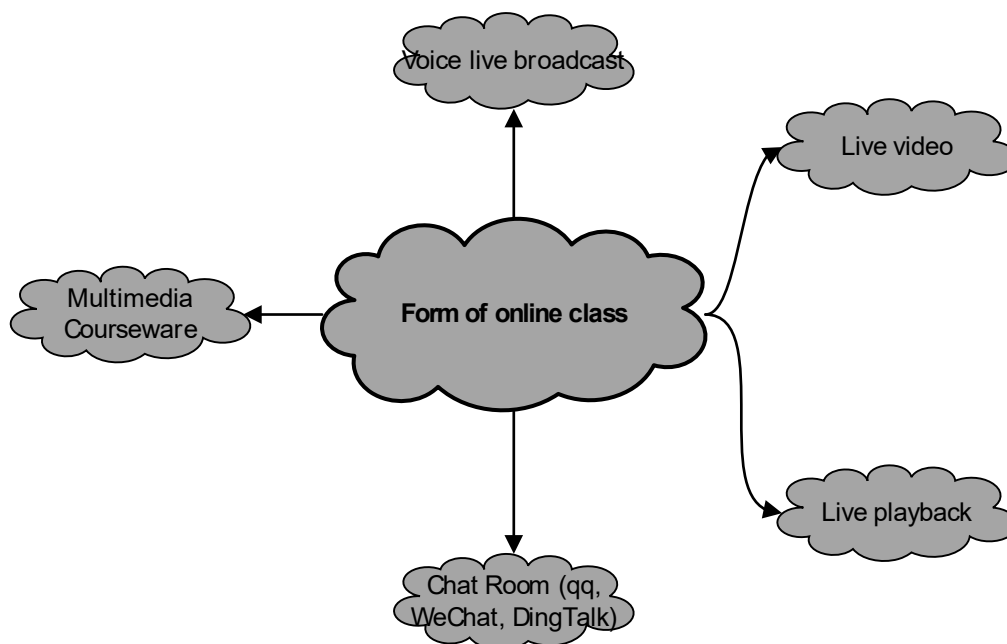 Voice live broadcast
Live video
Multimedia
Courseware
Form of online class
Live playback
Chat Room (qq,
WeChat, DingTalk)